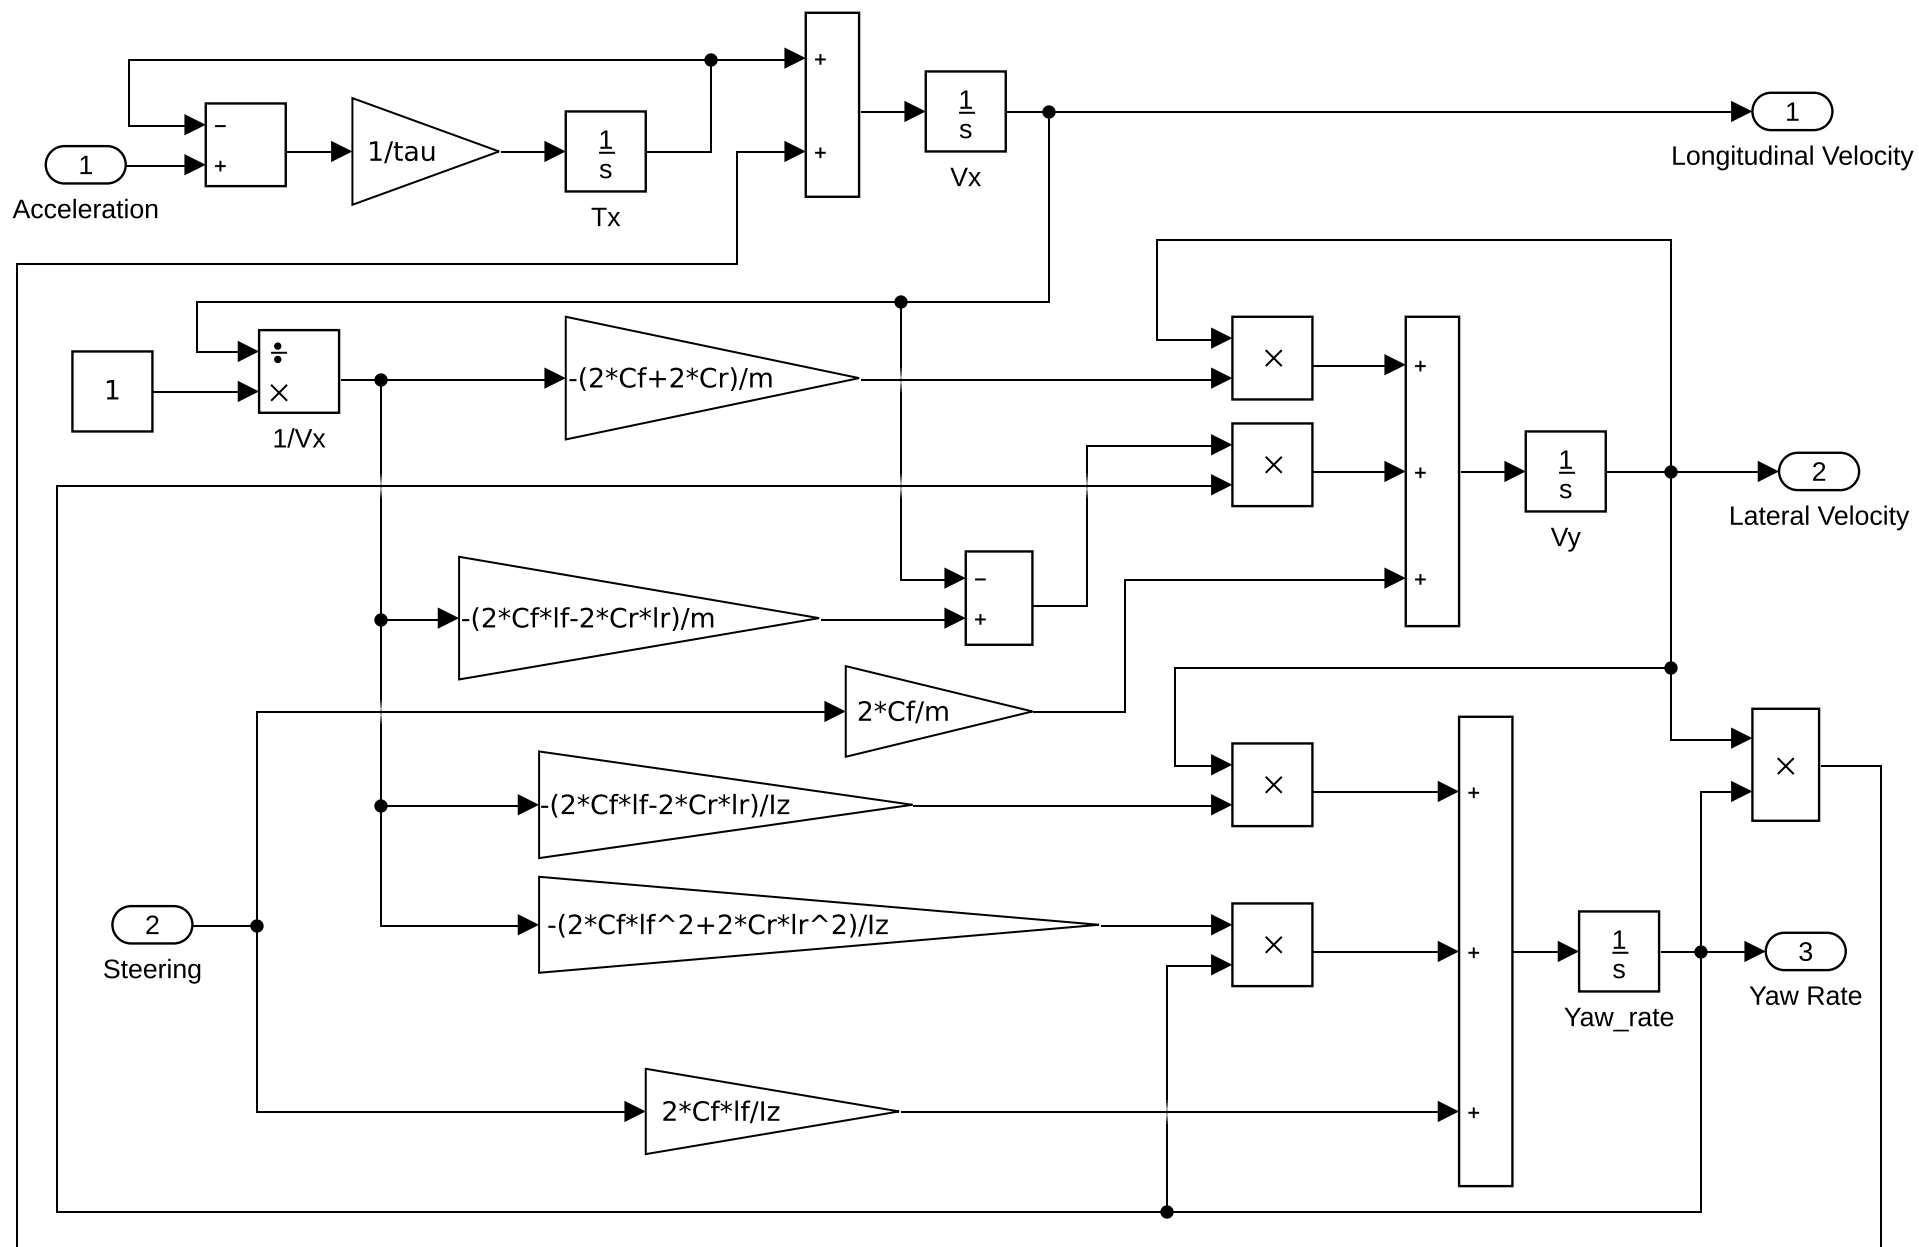 +
1
s
Vx
1
Longitudinal Velocity
−
+
1
Acceleration
1/tau
1
s
Tx
+
1
÷
×
1/Vx
-(2*Cf+2*Cr)/m
×
+
×
+
1
s
Vy
2
Lateral Velocity
-(2*Cf*lf-2*Cr*lr)/m
−
+
+
2*Cf/m
-(2*Cf*lf-2*Cr*lr)/Iz
×
+
×
2
Steering
-(2*Cf*lf^2+2*Cr*lr^2)/Iz
×
+
1
s
Yaw_rate
3
Yaw Rate
2*Cf*lf/Iz
+